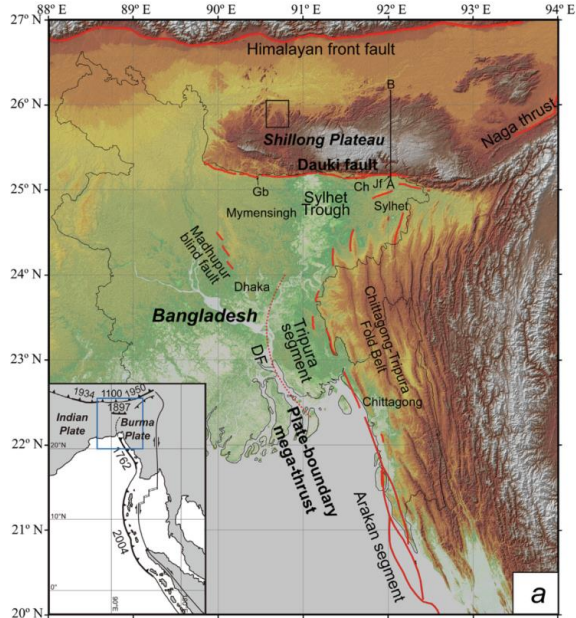 88° E
89° E
90° E
91° E
92° E
93° E
94° E
27° N
Himalayan front fault
B
26° N
Naga thrust
Shillong Plateau
Dauki fault
25° N
Gb
Ch
Jf
A
Sylhet
Trough
Sylhet
Mymensingh
Madhupur
blind fault
24° N
Dhaka
Bangladesh
Tripura
segment
Chittagong-Tripura
Fold Belt
23° N
DF
Chittagong
Plate-boundary
mega-thrust
22° N
21° N
Arakan segment
20° N
a
1934
1100
1950
1897
Indian
Plate
Burma
Plate
20°N
1762
10°N
2004
0°
90°E
100°E